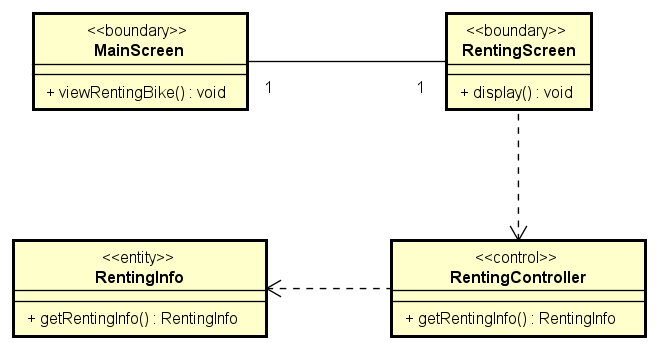 <<boundary>>
MainScreen
+ viewRentingBike() : void
<<boundary>>
RentingScreen
+ display() : void
1
1
<<entity>>
RentingInfo
+ getRentingInfo() : RentingInfo
<<control>>
RentingController
+ getRentingInfo() : RentingInfo